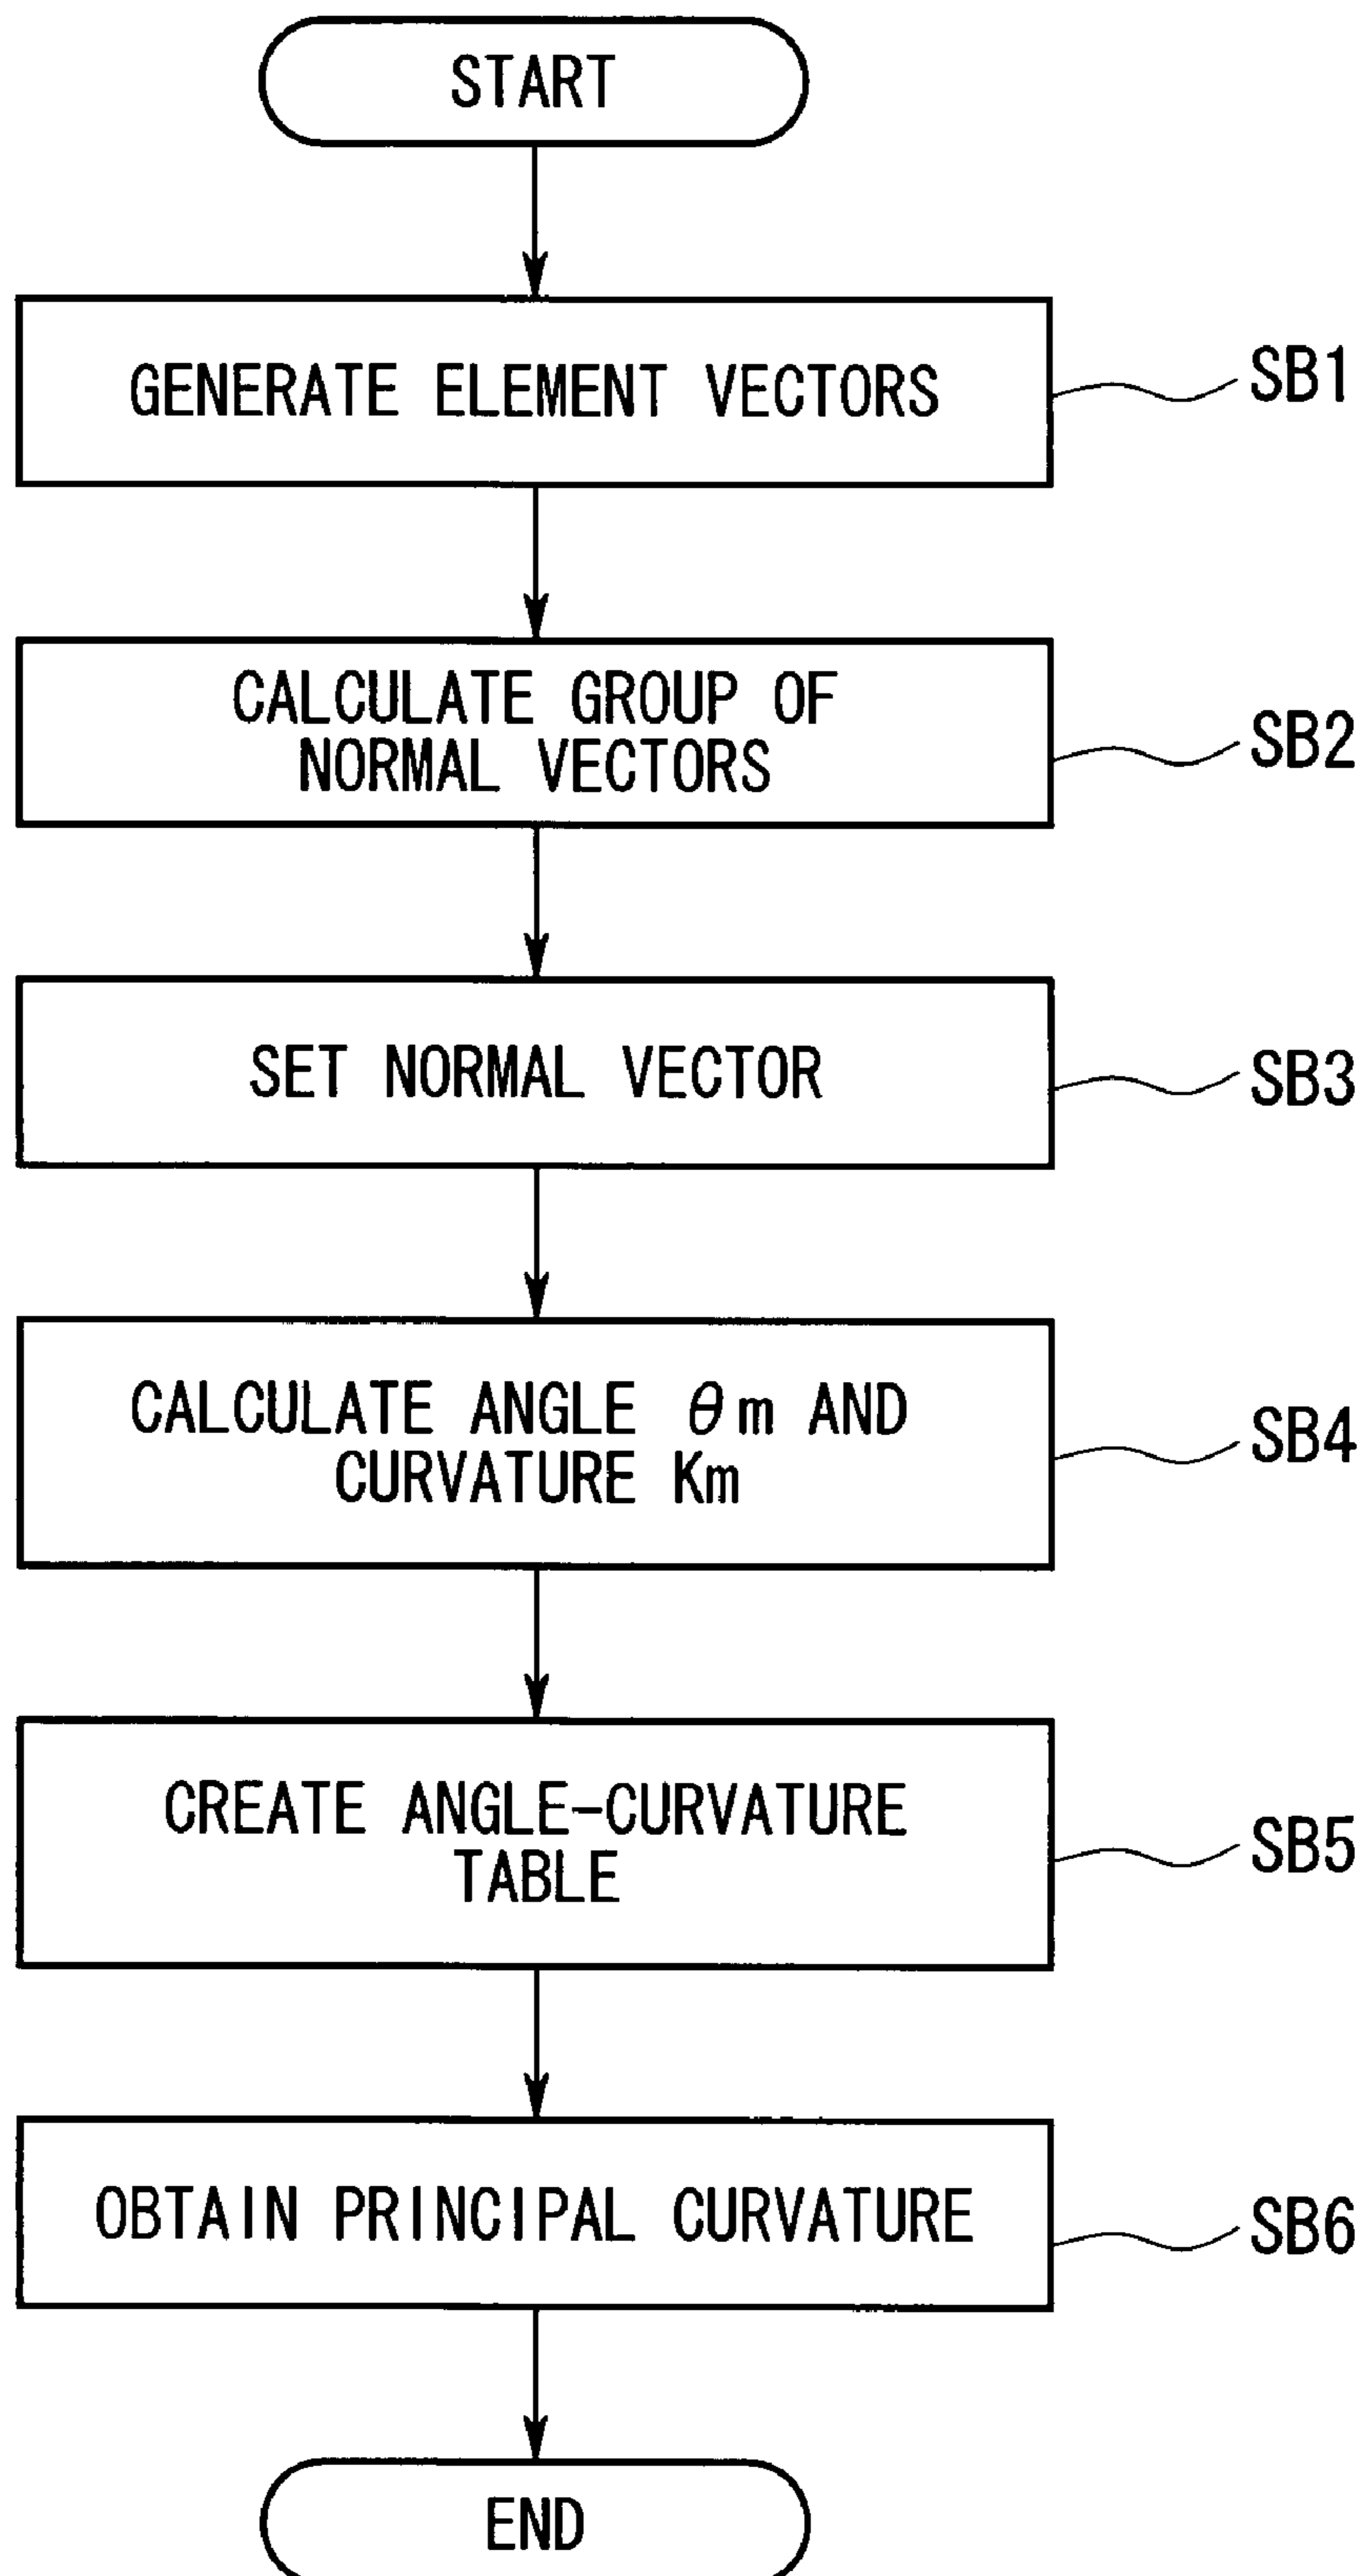 START
GENERATE ELEMENT VECTORS
SB1
CALCULATE GROUP OF
NORMAL VECTORS
SB2
SET NORMAL VECTOR
SB3
CALCULATE ANGLE θm AND
CURVATURE Km
SB4
CREATE ANGLE-CURVATURE
TABLE
SB5
OBTAIN PRINCIPAL CURVATURE
SB6
END